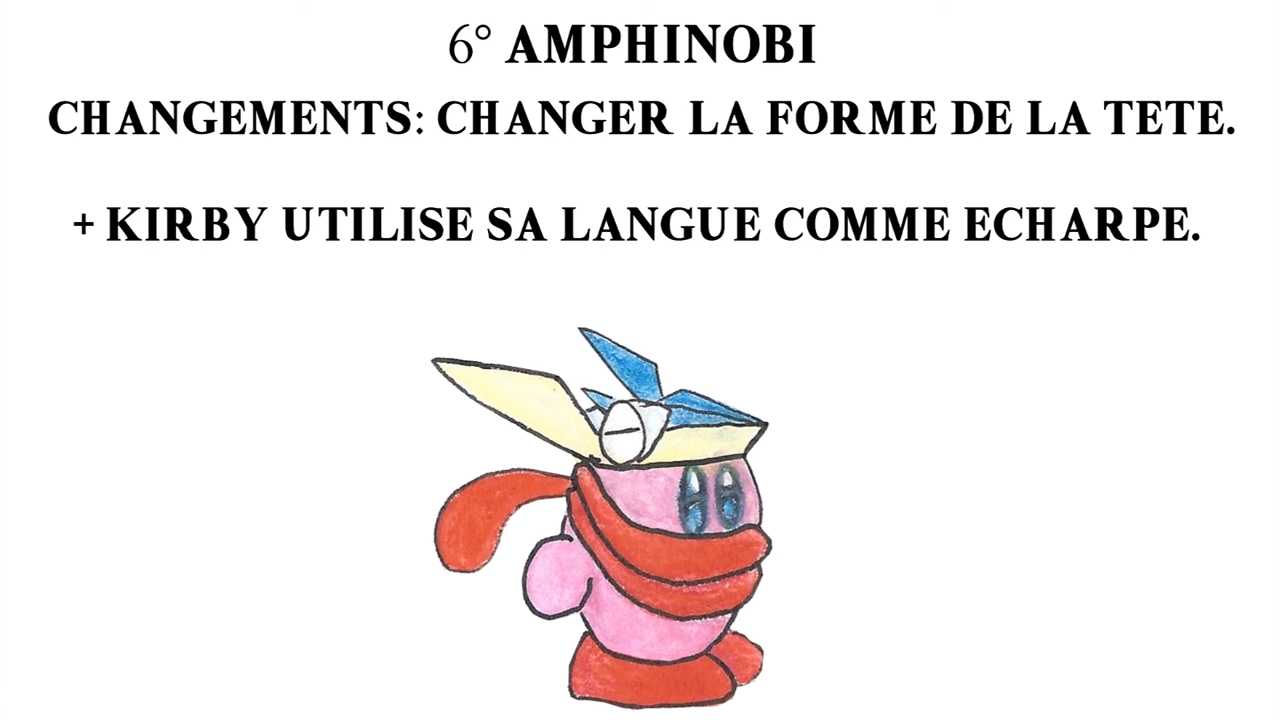 6° AMPHINOBI
CHANGEMENTS: CHANGER LA FORME DE LA TETE.
+ KIRBY UTILISE SA LANGUE COMME ECHARPE.